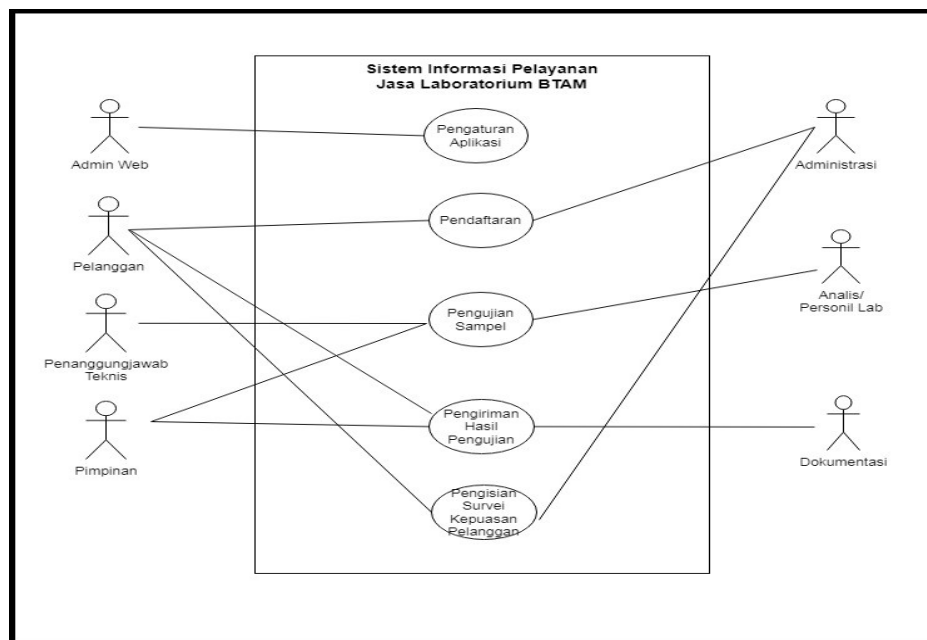 Sistem Informasi Pelayanan
Jasa Laboratorium BTAM
Admin Web
Pelanggan
Penanggungjawab
Teknis
Pimpinan
Pengaturan
Aplikasi
Pendaftaran
Pengujian
Sampel
Pengiriman
Hasil
Pengujian
Pengisian
Survei
Kepuasan
Pelanggan
Administrasi
Analis/
Personil Lab
Dokumentasi